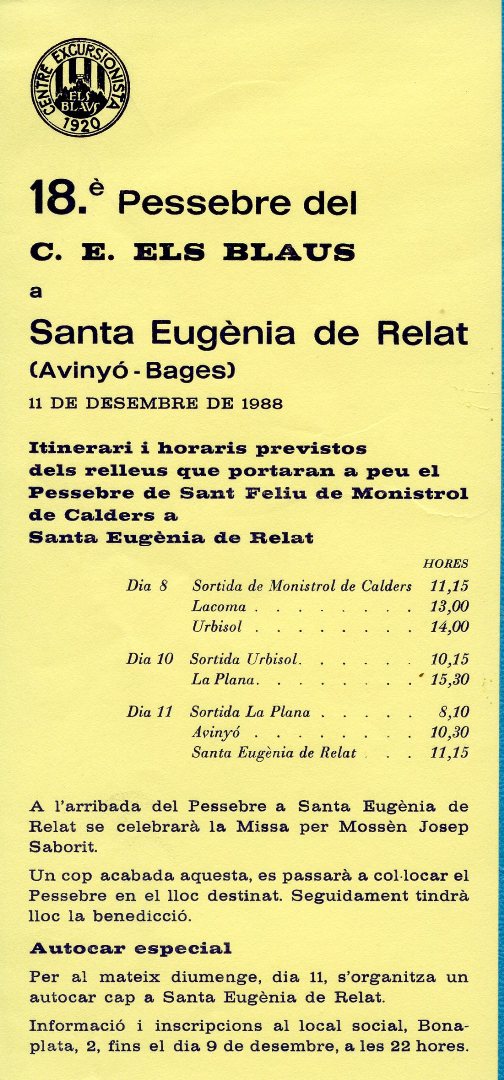 CENTRE EXCURSIONISTA
ELS
BLAUS
1920
18.è Pessebre del
C. E. ELS BLAUS
a
Santa Eugènia de Relat
(Avinyó - Bages)
11 DE DESEMBRE DE 1988
Itinerari i horaris previstos
dels relleus que portaran a peu el
Pessebre de Sant Feliu de Monistrol
de Calders a
Santa Eugènia de Relat
HORES
Dia 8 Sortida de Monistrol de Calders 11,15
Lacoma . . . . . . . . 13,00
Urbisol . . . . . . . . 14,00
Dia 10 Sortida Urbisol. . . . . . 10,15
La Plana. . . . . . . . 15,30
Dia 11 Sortida La Plana . . . . . 8,10
Avinyó . . . . . . . . 10,30
Santa Eugènia de Relat . . . 11,15
A l'arribada del Pessebre a Santa Eugènia de
Relat se celebrarà la Missa per Mossèn Josep
Saborit.
Un cop acabada aquesta, es passarà a col·locar el
Pessebre en el lloc destinat. Seguidament tindrà
lloc la benedicció.
Autocar especial
Per al mateix diumenge, dia 11, s'organitza un
autocar cap a Santa Eugènia de Relat.
Informació i inscripcions al local social, Bona-
plata, 2, fins el dia 9 de desembre, a les 22 hores.